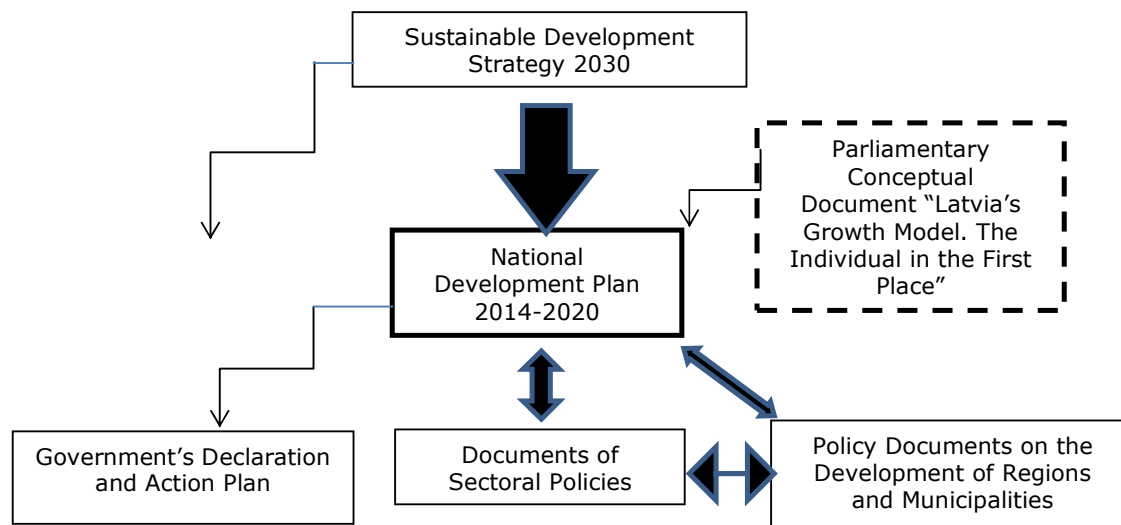 Sustainable Development
Strategy 2030
Parliamentary
Conceptual
Document “Latvia’s
Growth Model. The
Individual in the First
Place”
National
Development Plan
2014-2020
Government’s Declaration
and Action Plan
Documents of
Sectoral Policies
Policy Documents on the
Development of Regions
and Municipalities